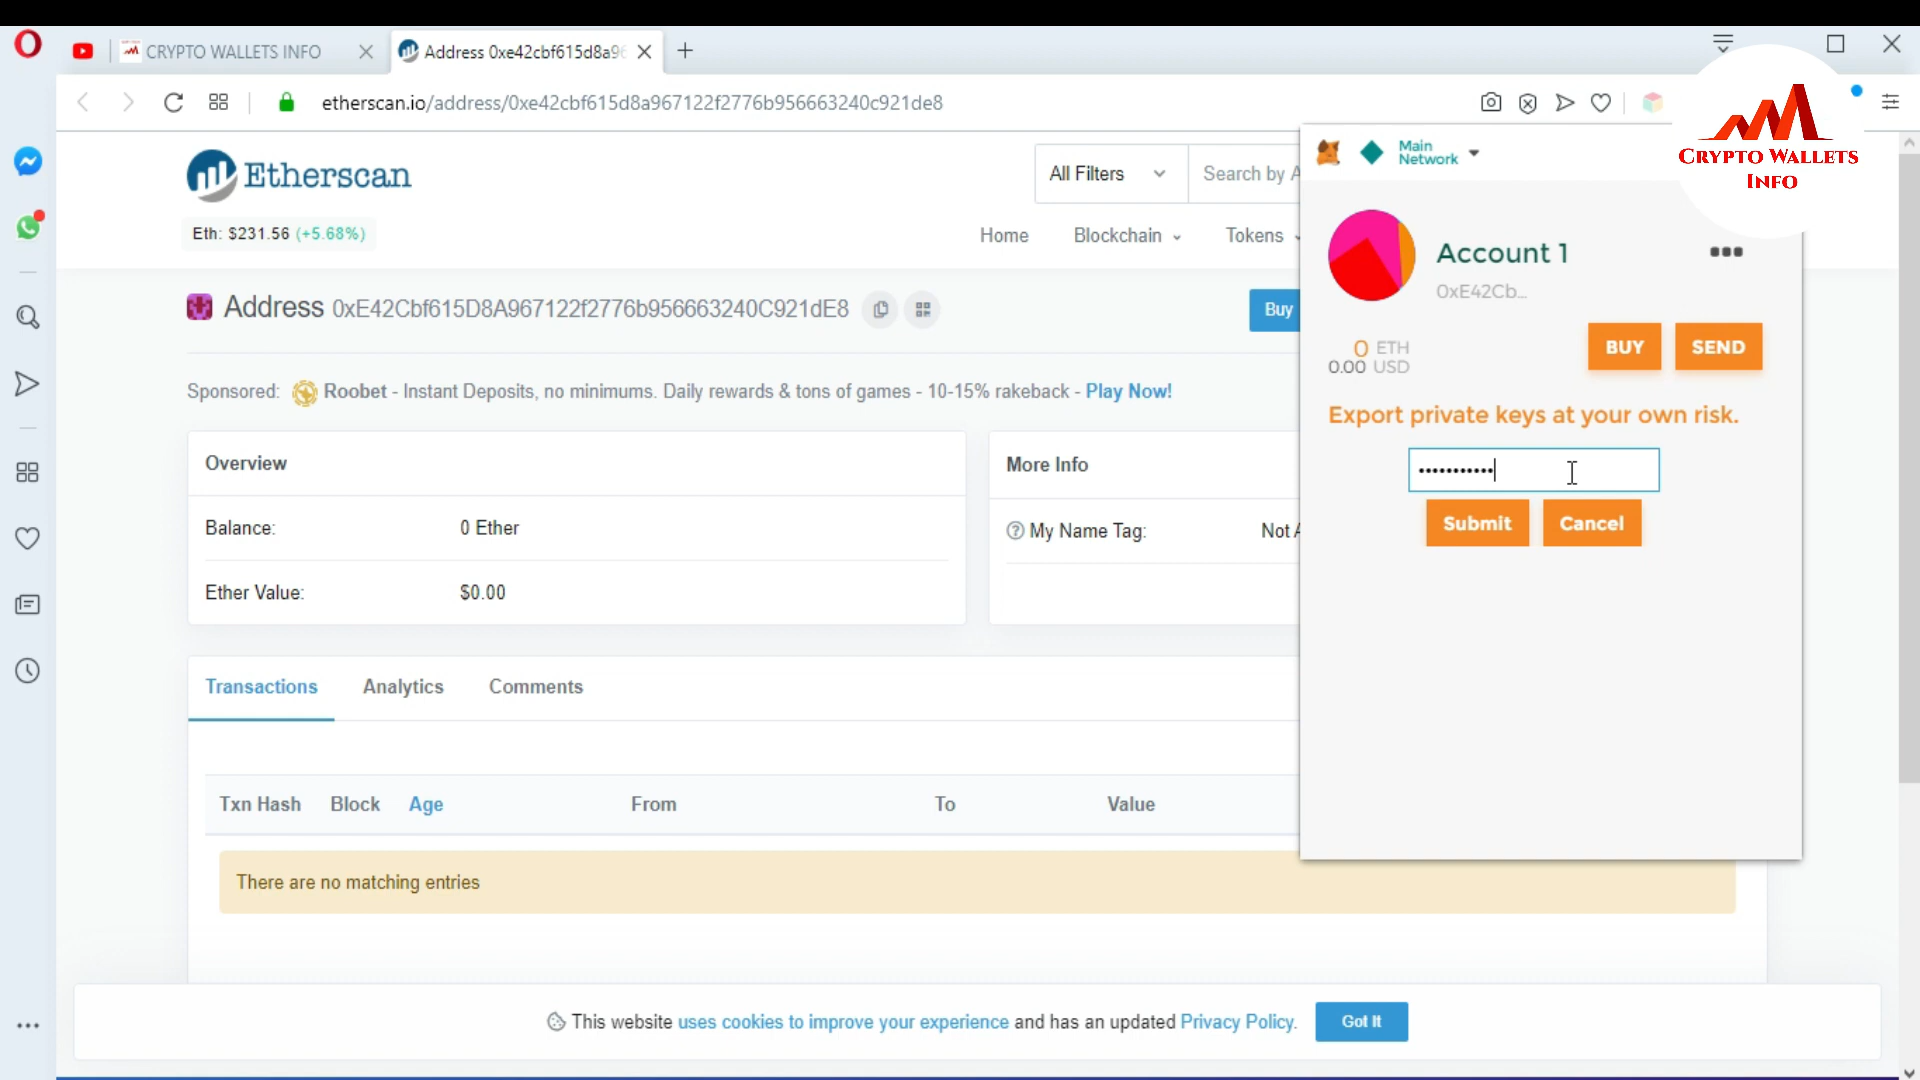 CRYPTO WALLETS INFO
Address 0xe42cbf615d8a96
etherscan.io/address/0xe42cbf615d8a967122f2776b956663240c921de8
CRYPTO WALLETS
INFO
Etherscan
All Filters
Search by A
Eth: $231.56 (+5.68%)
Home Blockchain Tokens
Main
Network
Account 1
0xE42Cb...
Address 0xE42Cbf615D8A967122f2776b956663240C921dE8
Buy
0 ETH
0.00 USD
BUY SEND
Sponsored: Roobet - Instant Deposits, no minimums. Daily rewards & tons of games - 10-15% rakeback - Play Now!
Export private keys at your own risk.
•••••••••••
Submit Cancel
Overview
Balance: 0 Ether
Ether Value: $0.00
More Info
My Name Tag: Not A
Transactions Analytics Comments
Txn Hash Block Age From To Value
There are no matching entries
This website uses cookies to improve your experience and has an updated Privacy Policy.
Got It